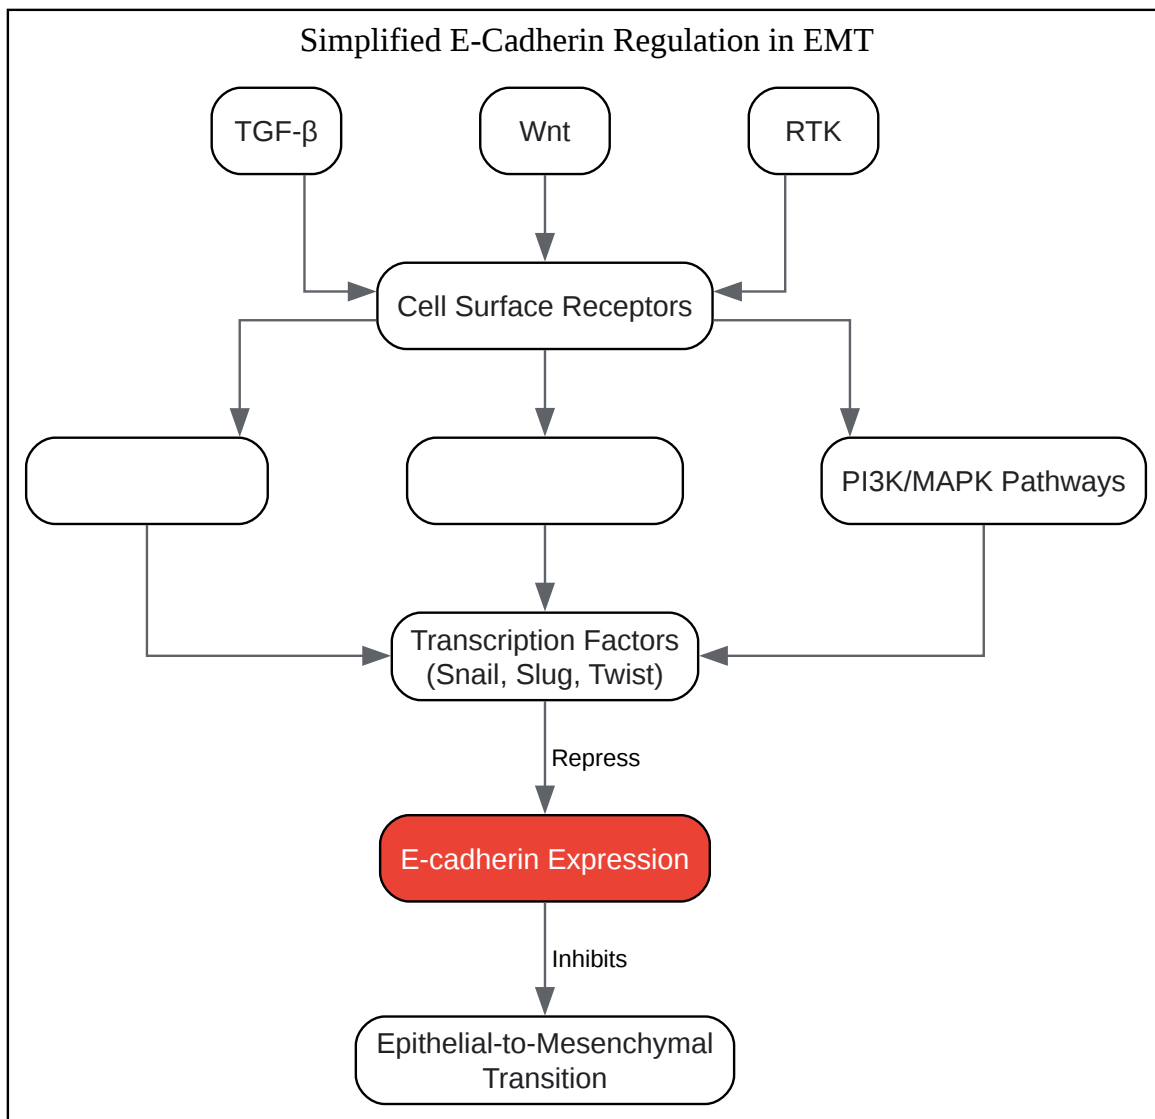 Simplified E-Cadherin Regulation in EMT
TGF-β
Wnt
RTK
Cell Surface Receptors
PI3K/MAPK Pathways
Transcription Factors
(Snail, Slug, Twist)
Repress
E-cadherin Expression
Inhibits
Epithelial-to-Mesenchymal
Transition